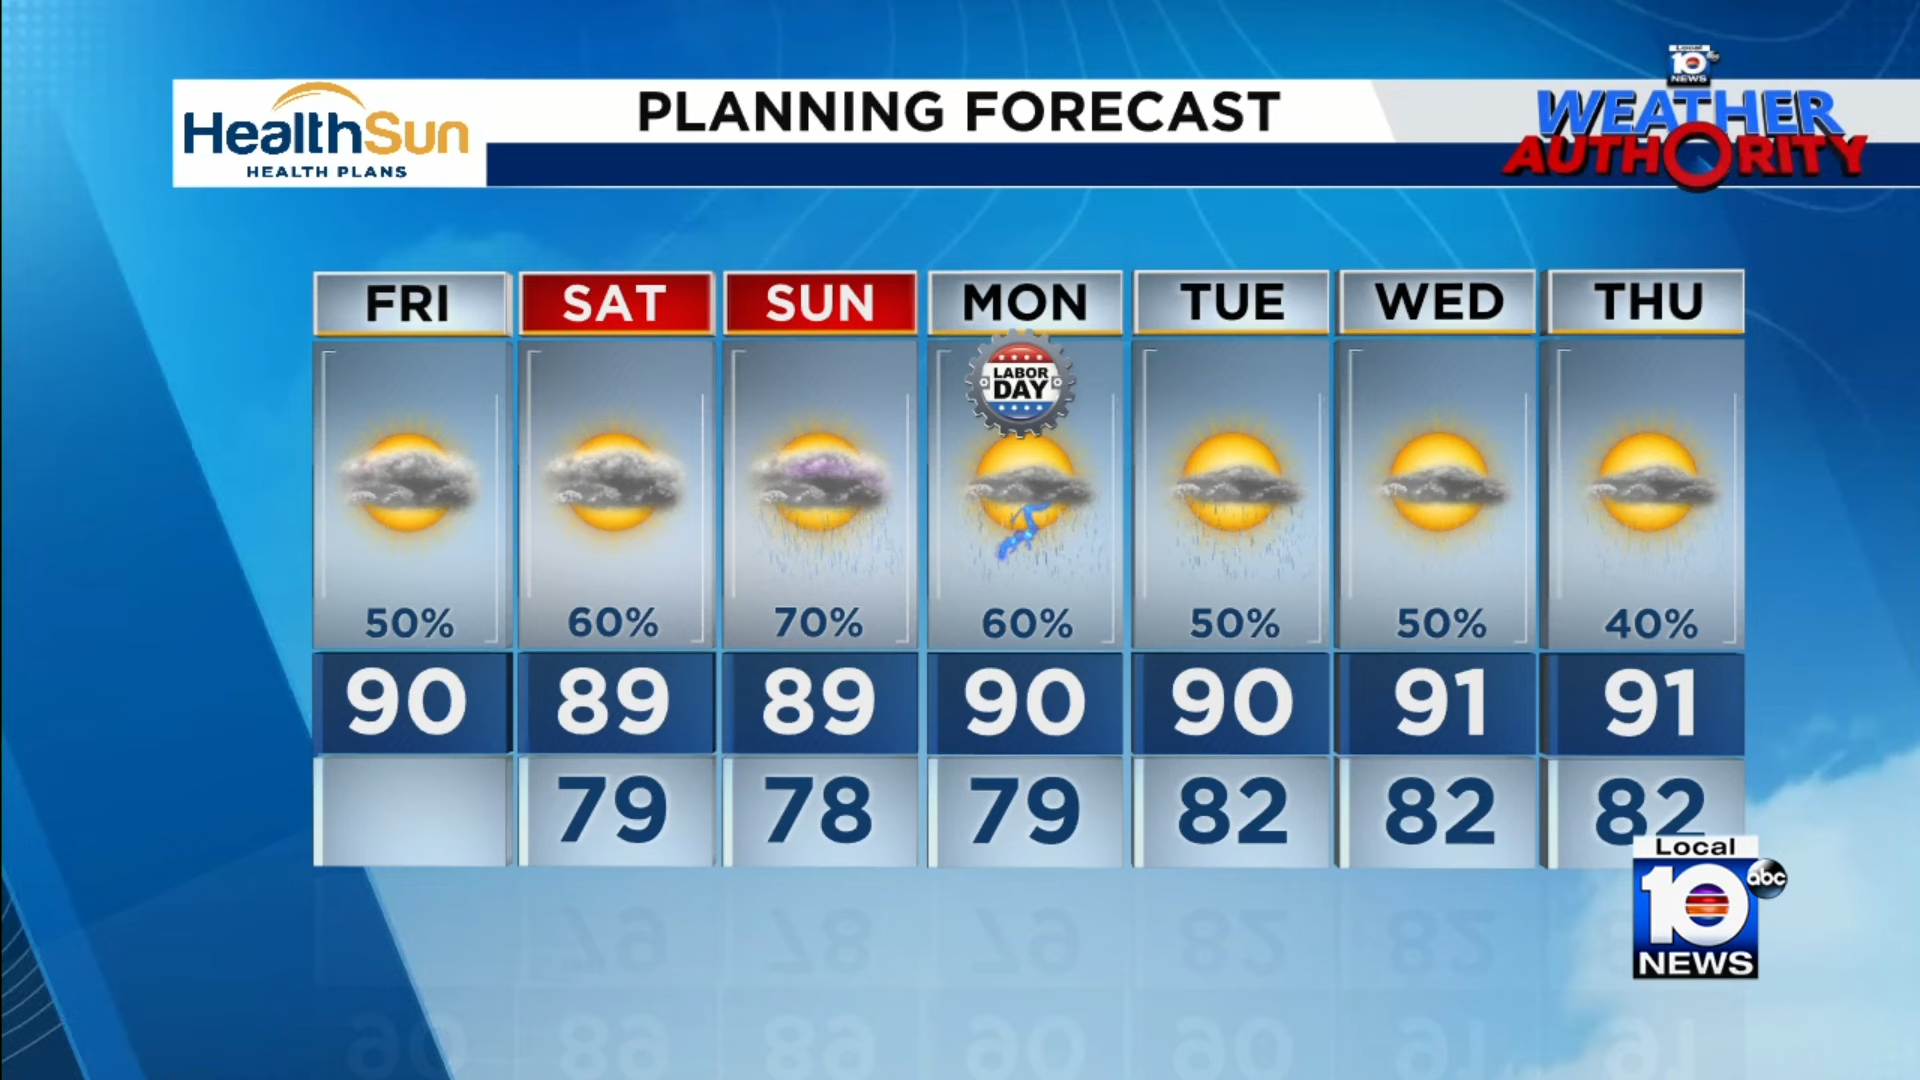 Local
10
NEWS
HealthSun
HEALTH PLANS
PLANNING FORECAST
WEATHER
AUTHORITY
FRI SAT SUN MON TUE WED THU
LABOR
DAY
50% 60% 70% 60% 50% 50% 40%
90 89 89 90 90 91 91
79 78 79 82 82 82
Local
10 abc
NEWS